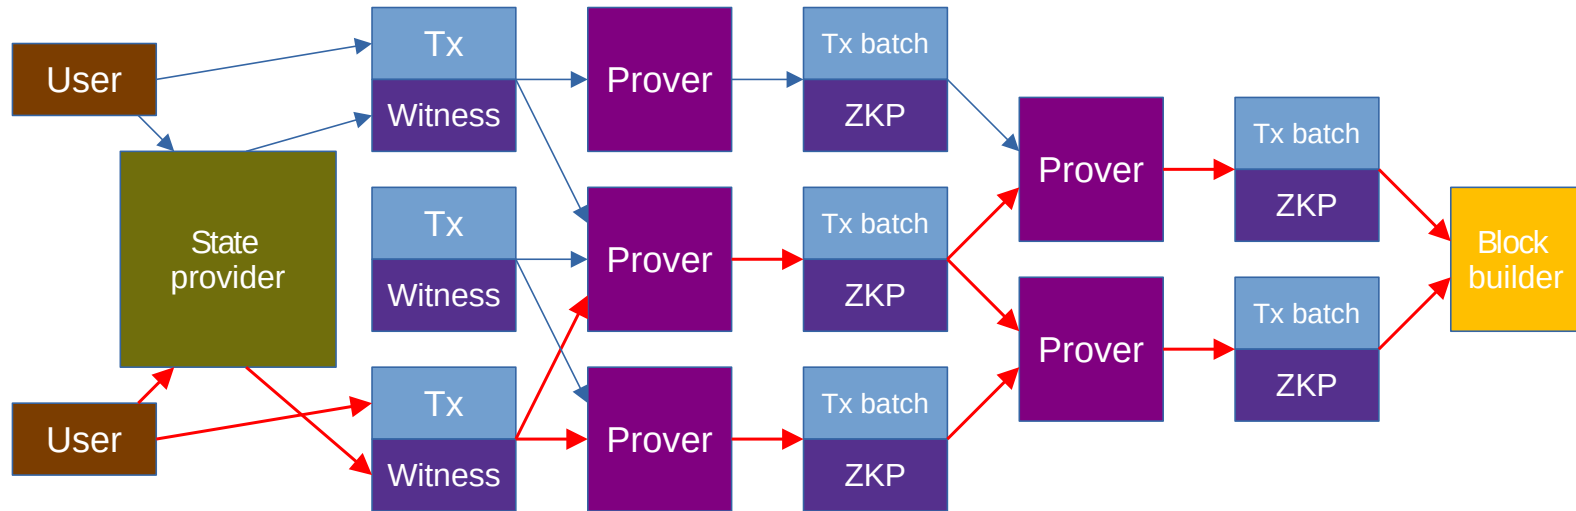 User
State
provider
User
Tx
Witness
Tx
Witness
Tx
Witness
Prover
Prover
Prover
Tx batch
ZKP
Tx batch
ZKP
Tx batch
ZKP
Prover
Prover
Tx batch
ZKP
Tx batch
ZKP
Block
builder